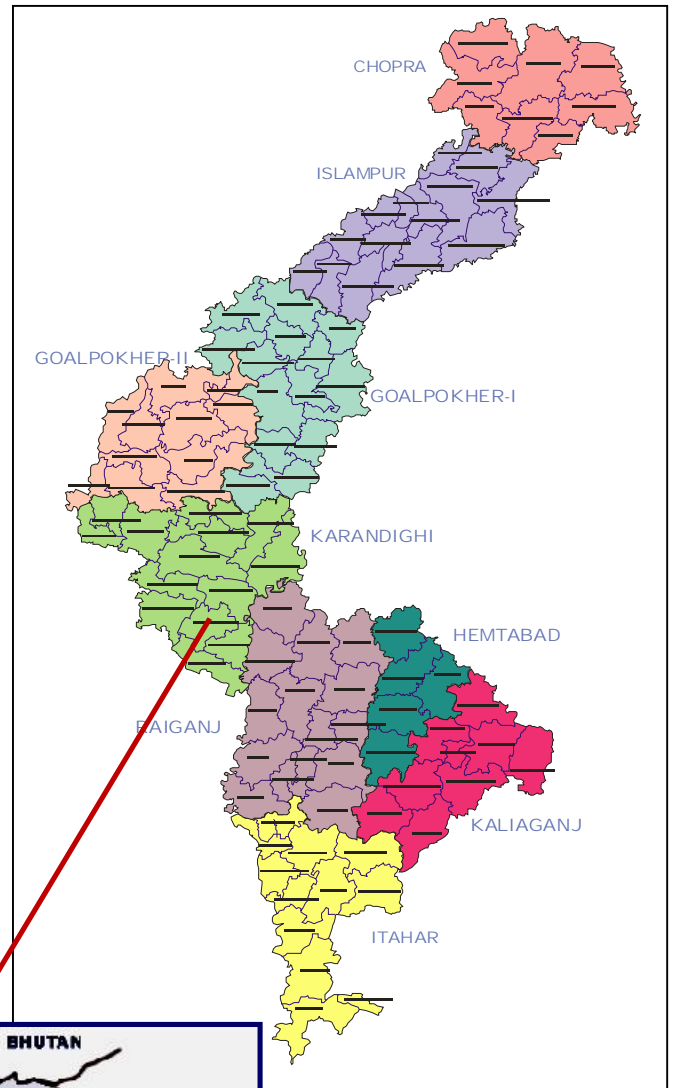 CHOPRA
ISLAMPUR
GOALPOKHER-II
GOALPOKHER-I
KARANDIGHI
HEMTABAD
RAIGANJ
KALIAGANJ
ITAHAR
BHUTAN